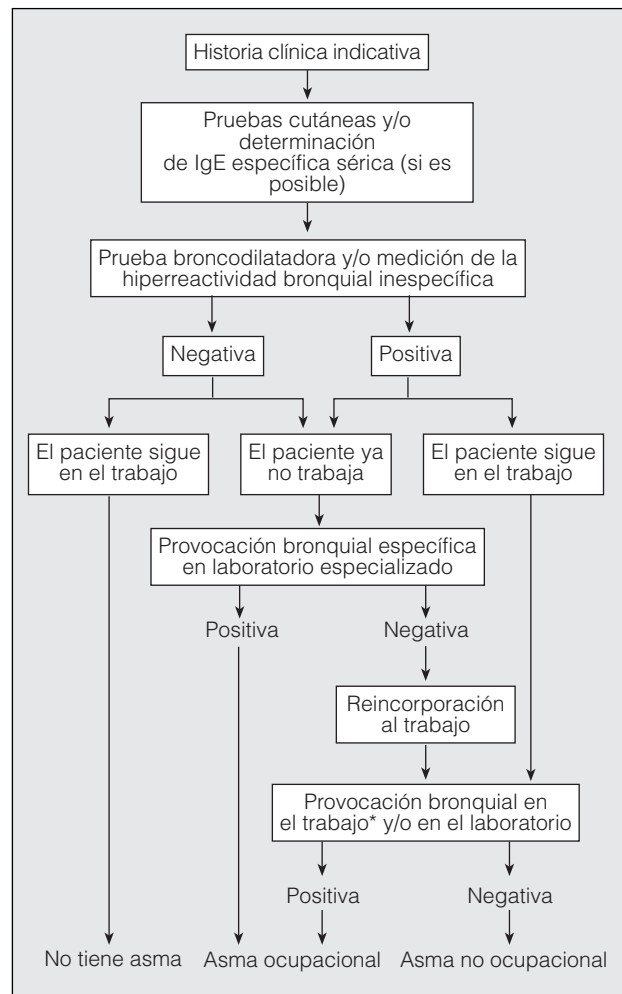 Historia clínica indicativa
Pruebas cutáneas y/o
determinación
de IgE específica sérica (si es
posible)
Prueba broncodilatadora y/o medición de la
hiperreactividad bronquial inespecífica
Negativa
Positiva
El paciente sigue
en el trabajo
El paciente ya
no trabaja
El paciente sigue
en el trabajo
Provocación bronquial específica
en laboratorio especializado
Positiva
Negativa
Reincorporación
al trabajo
Provocación bronquial en
el trabajo* y/o en el laboratorio
Positiva
Negativa
No tiene asma
Asma ocupacional
Asma no ocupacional